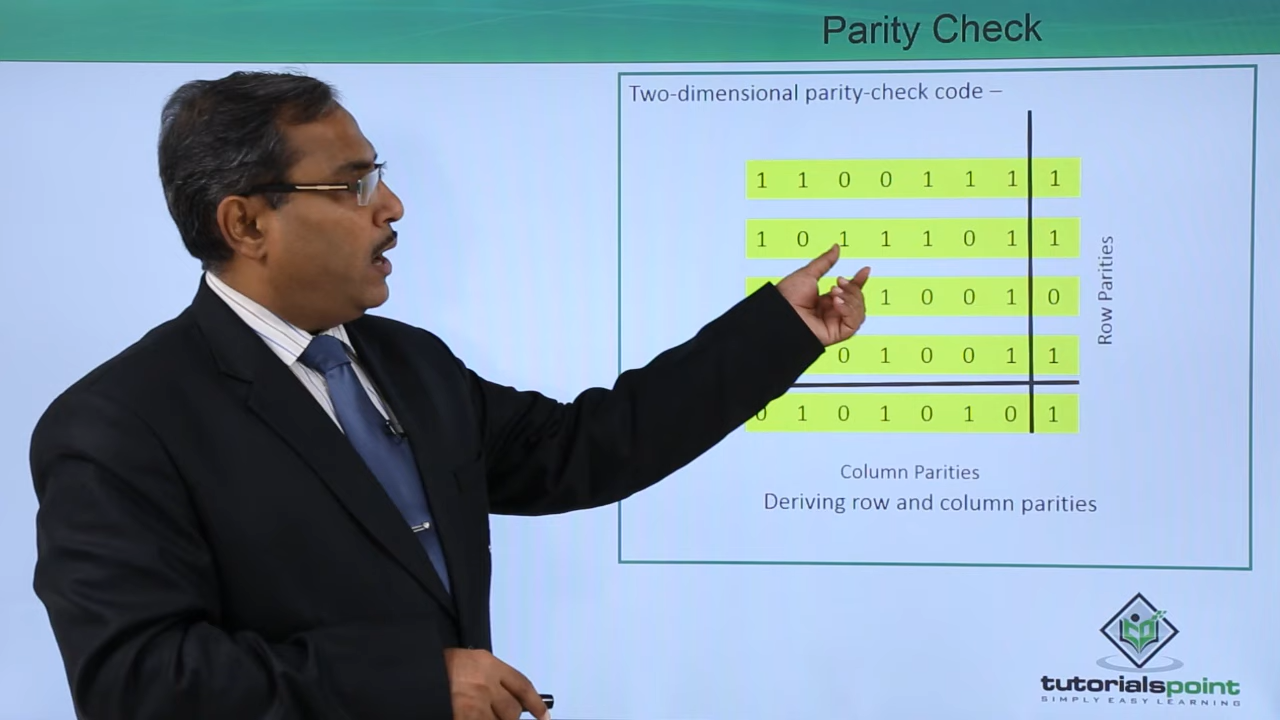 Parity Check
Two-dimensional parity-check code –
1 1 0 0 1 1 1 1
1 0 1 1 1 0 1 1
1 0 0 1 0
0 1 0 0 1 1
0 1 0 1 0 1 0 1
Row Parities
Column Parities
Deriving row and column parities
tutorialspoint
SIMPLY EASY LEARNING